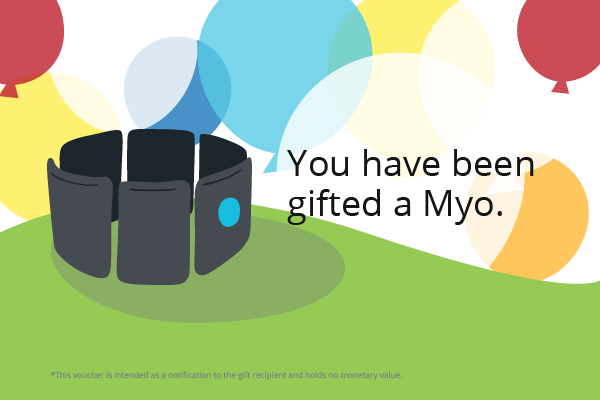 You have been
gifted a Myo.
*This voucher is intended as a notification to the gift recipient and holds no monetary value.